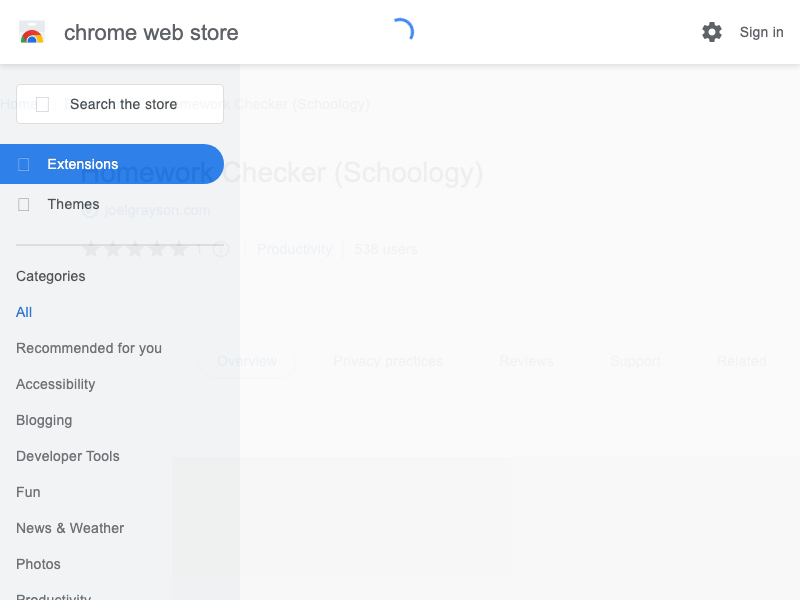 chrome web store
Sign in
Search the store
Homework Checker (Schoology)
Extensions
Homework Checker (Schoology)
Themes
joelgrayson.com
1
Productivity
538 users
Categories
All
Recommended for you
Overview
Privacy practices
Reviews
Support
Related
Accessibility
Blogging
Developer Tools
Fun
News & Weather
Photos
Productivity